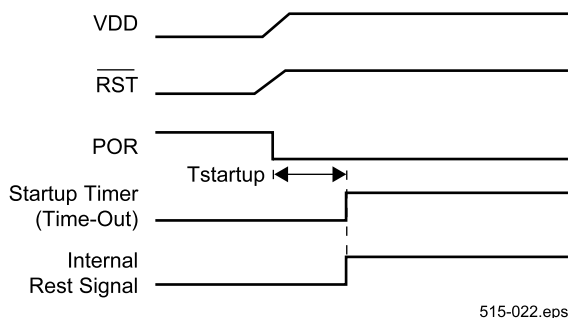 VDD
RST
POR
Tstartup
Startup Timer
(Time-Out)
Internal
Rest Signal
515-022.eps